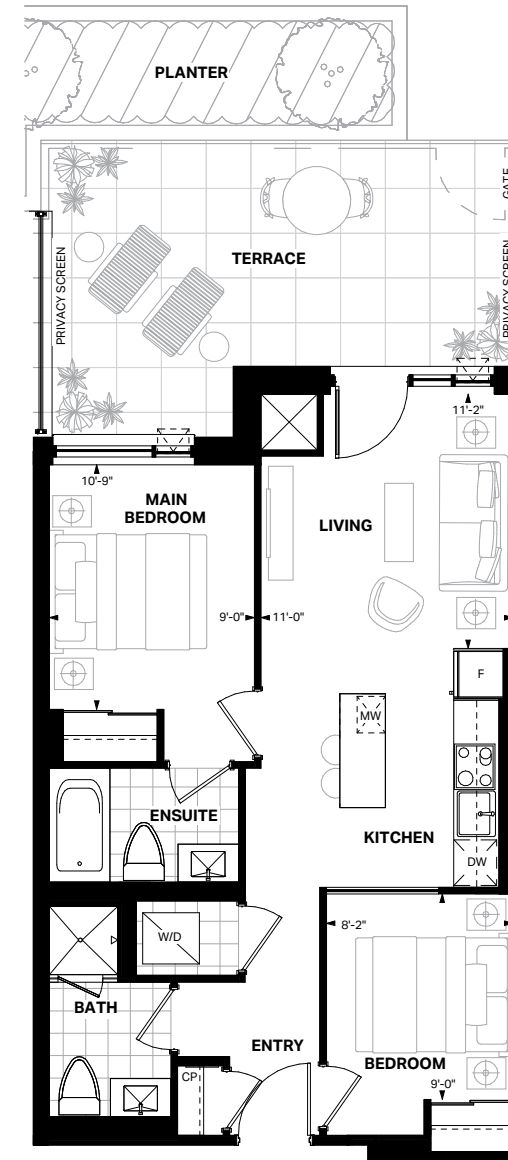 PLANTER
GATE
TERRACE
PRIVACY SCREEN
PRIVACY SCREEN
11'-2"
10'-9"
MAIN
BEDROOM
LIVING
9'-0"
11'-0"
F
MW
ENSUITE
KITCHEN
DW
8'-2"
W/D
BATH
ENTRY
BEDROOM
CP
9'-0"